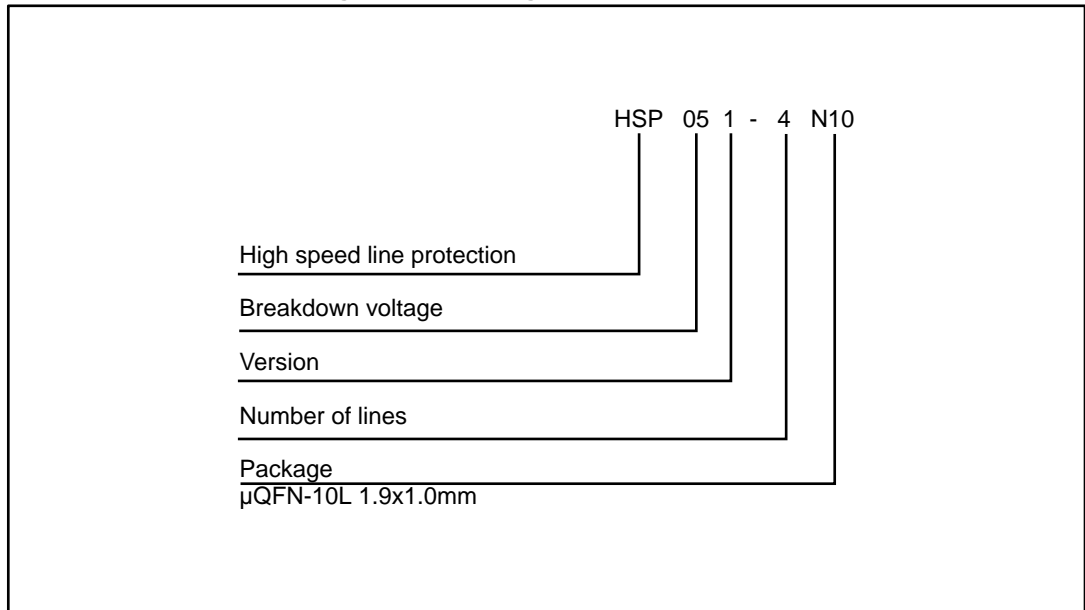 HSP 05 1 - 4 N10
High speed line protection
Breakdown voltage
Version
Number of lines
Package
µQFN-10L 1.9x1.0mm